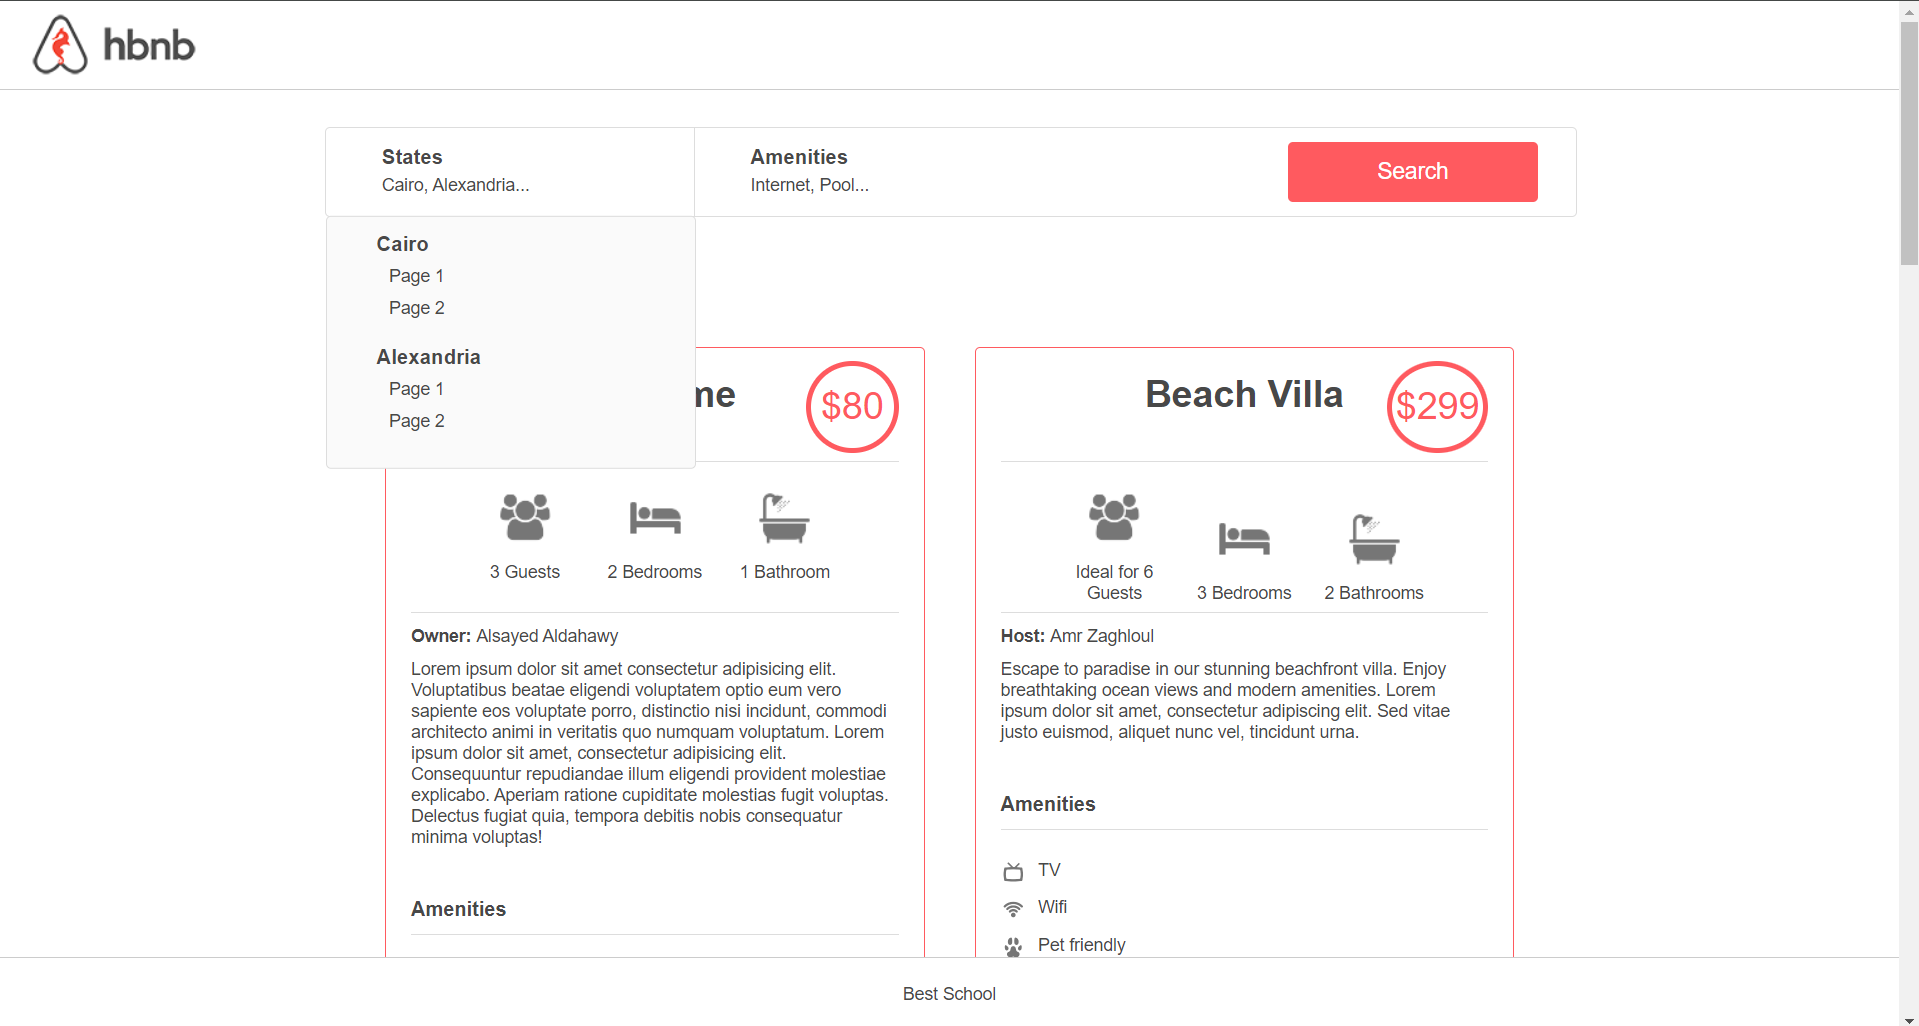 hbnb
States
Cairo, Alexandria...
Amenities
Internet, Pool...
Search
Cairo
Page 1
Page 2
Alexandria
Page 1
Page 2
$80
3 Guests
2 Bedrooms
1 Bathroom
Owner: Alsayed Aldahawy
Lorem ipsum dolor sit amet consectetur adipisicing elit.
Voluptatibus beatae eligendi voluptatem optio eum vero
sapiente eos voluptate porro, distinctio nisi incidunt, commodi
architecto animi in veritatis quo numquam voluptatum. Lorem
ipsum dolor sit amet, consectetur adipisicing elit.
Consequuntur repudiandae illum eligendi provident molestiae
explicabo. Aperiam ratione cupiditate molestias fugit voluptas.
Delectus fugiat quia, tempora debitis nobis consequatur
minima voluptas!
Amenities
Beach Villa
$299
Ideal for 6
Guests
3 Bedrooms
2 Bathrooms
Host: Amr Zaghloul
Escape to paradise in our stunning beachfront villa. Enjoy
breathtaking ocean views and modern amenities. Lorem
ipsum dolor sit amet, consectetur adipiscing elit. Sed vitae
justo euismod, aliquet nunc vel, tincidunt urna.
Amenities
TV
Wifi
Pet friendly
Best School